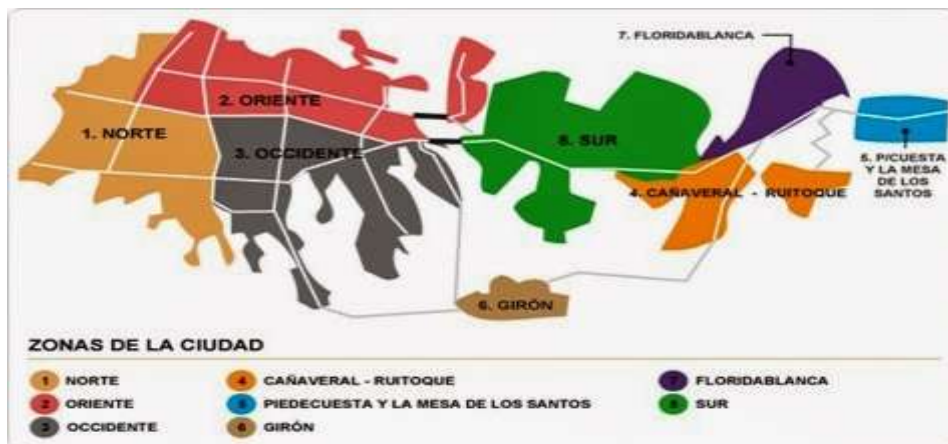 7. FLORIDABLANCA
2. ORIENTE
1. NORTE
3. OCCIDENTE
8. SUR
5. PICUESTA
Y LA MESA
DE LOS
SANTOS
4. CAÑAVERAL - RUITOQUE
6. GIRÓN
ZONAS DE LA CIUDAD
1 NORTE
4 CAÑAVERAL - RUITOQUE
7 FLORIDABLANCA
2 ORIENTE
5 PIEDECUESTA Y LA MESA DE LOS SANTOS
8 SUR
3 OCCIDENTE
6 GIRÓN